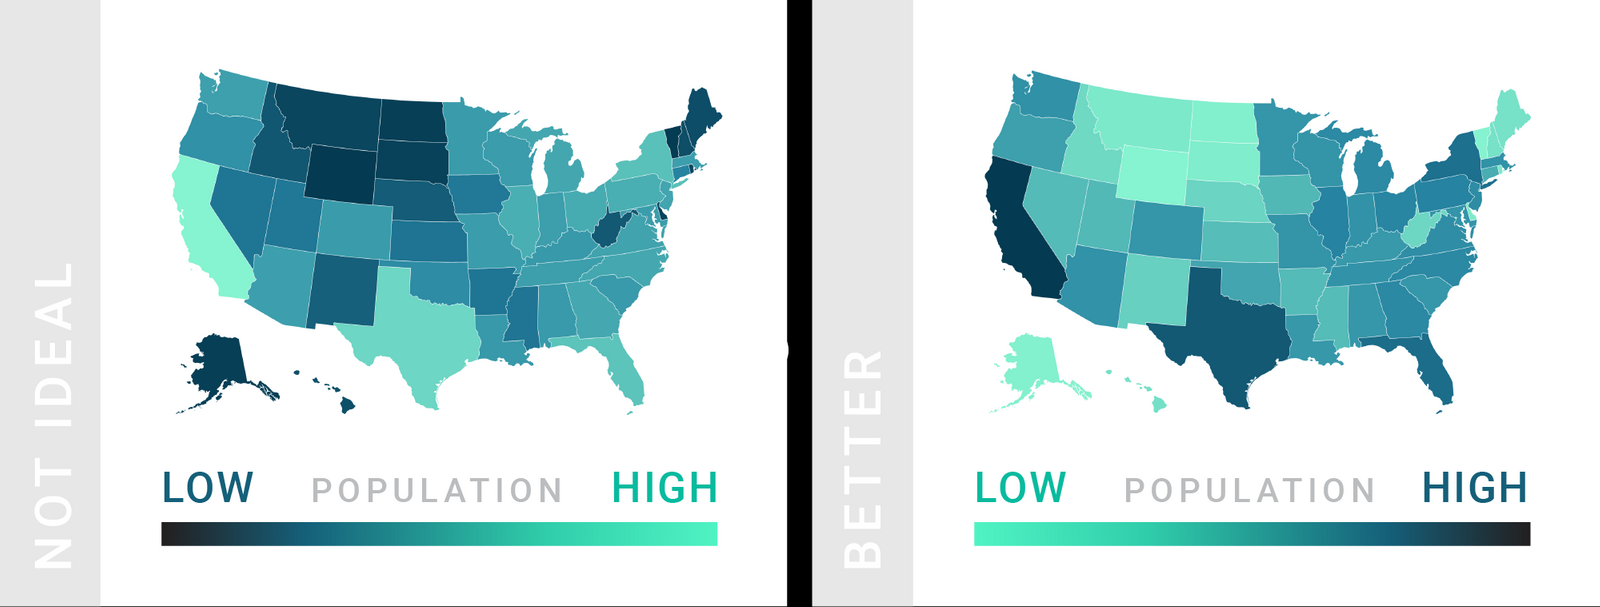 NOT IDEAL
LOW POPULATION HIGH
BETTER
LOW POPULATION HIGH